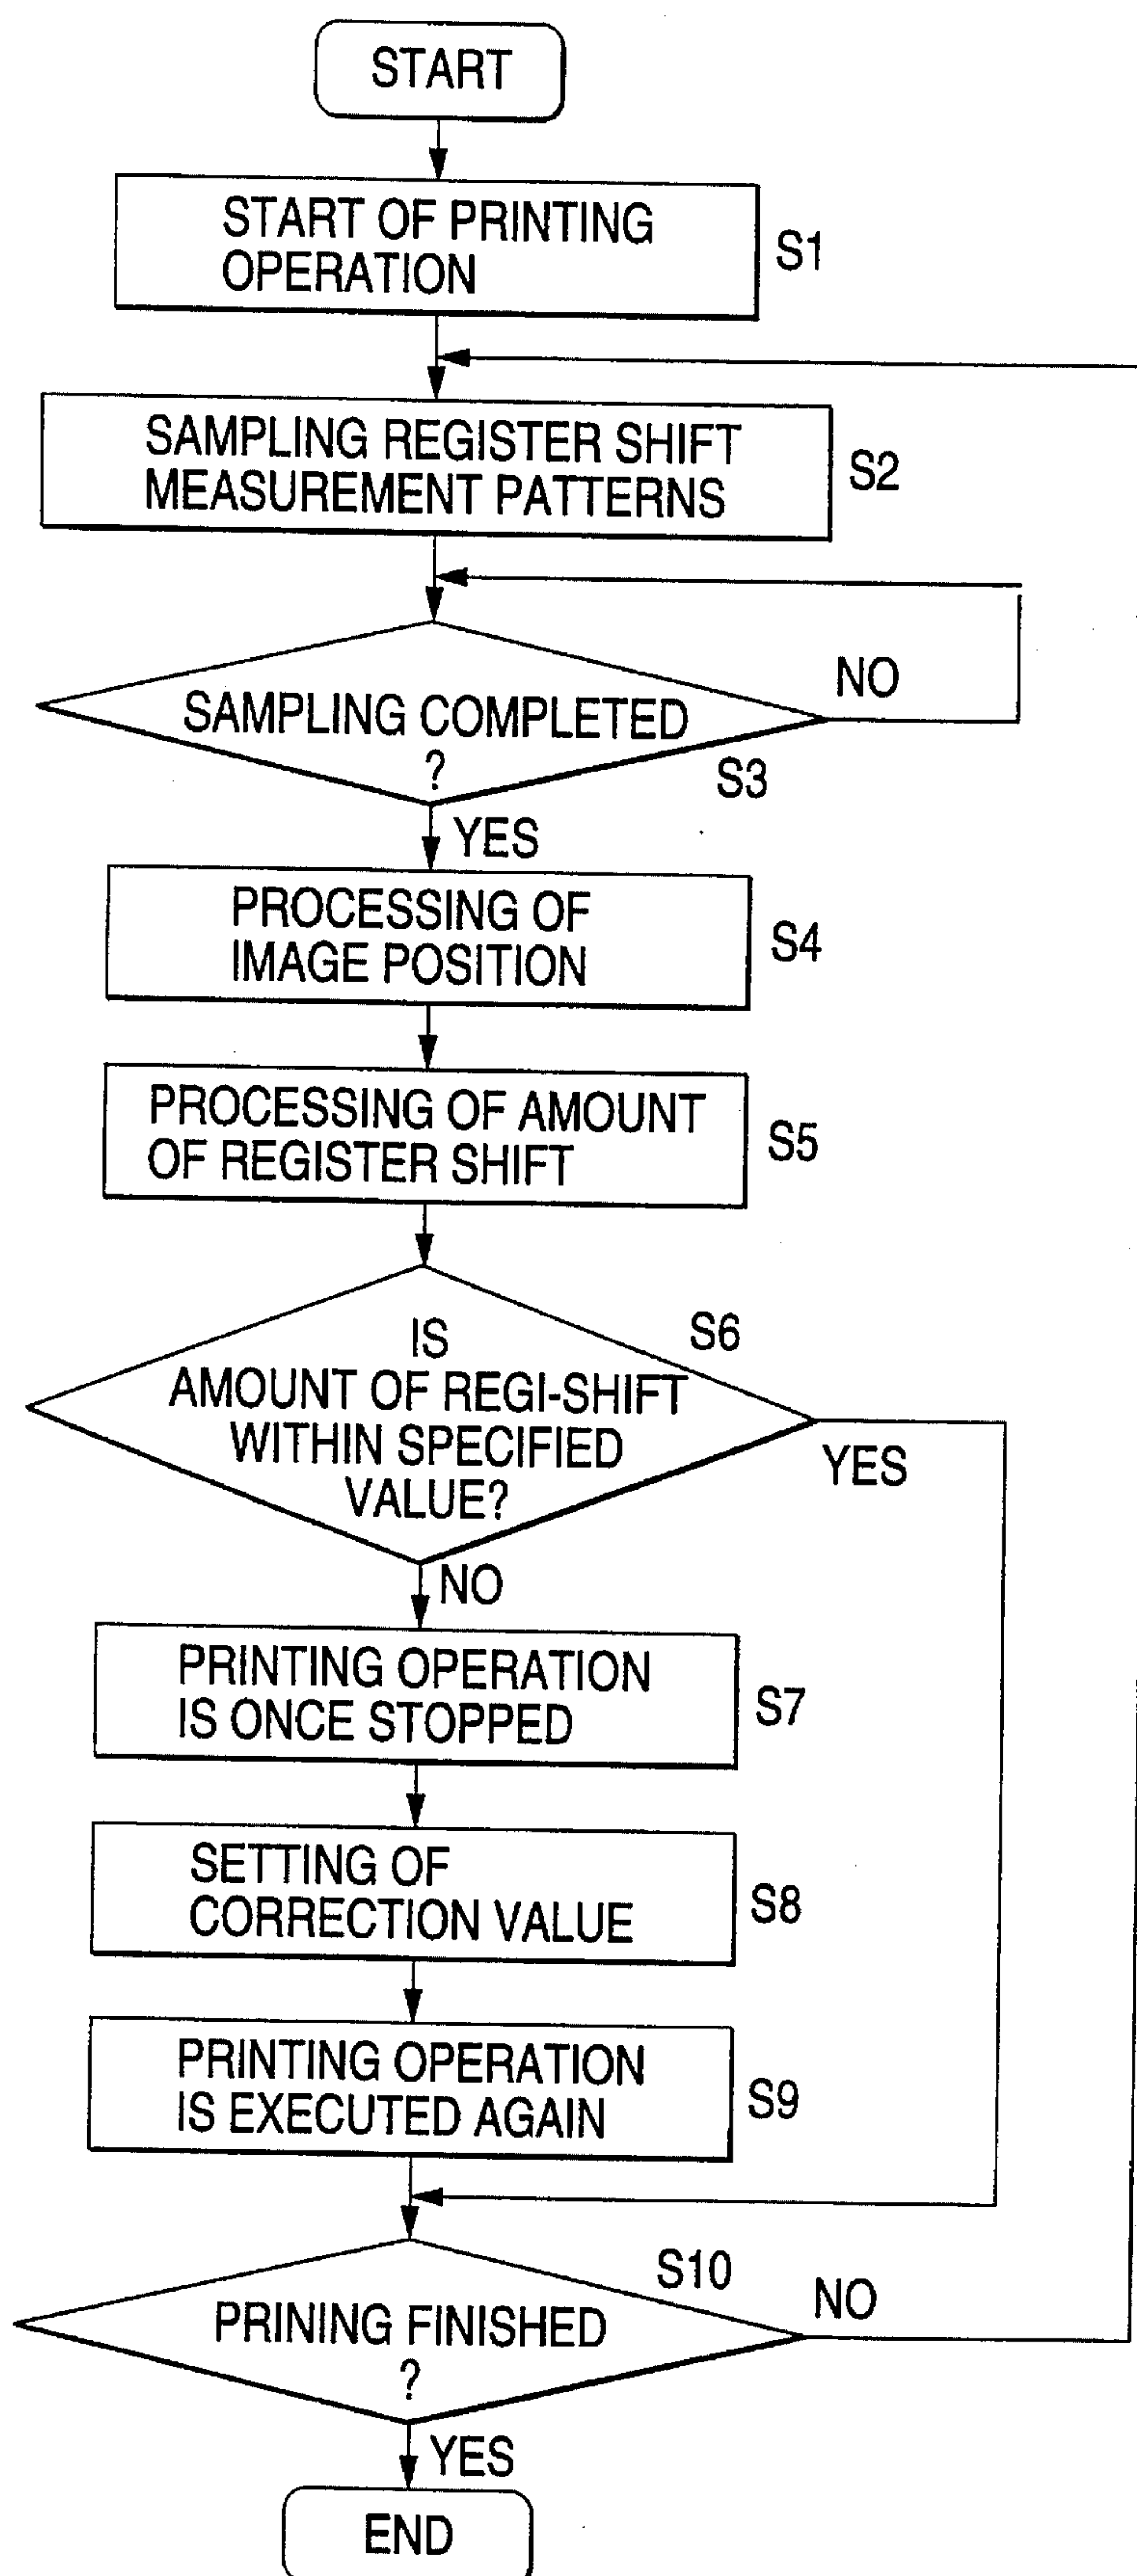 START
START OF PRINTING
OPERATION
S1
SAMPLING REGISTER SHIFT
MEASUREMENT PATTERNS
S2
NO
SAMPLING COMPLETED
?
S3
YES
PROCESSING OF
IMAGE POSITION
S4
PROCESSING OF AMOUNT
OF REGISTER SHIFT
S5
IS
S6
AMOUNT OF REGI-SHIFT
WITHIN SPECIFIED
VALUE?
YES
NO
PRINTING OPERATION
IS ONCE STOPPED
S7
SETTING OF
CORRECTION VALUE
S8
PRINTING OPERATION
IS EXECUTED AGAIN
S9
S10
NO
PRINING FINISHED
?
YES
END